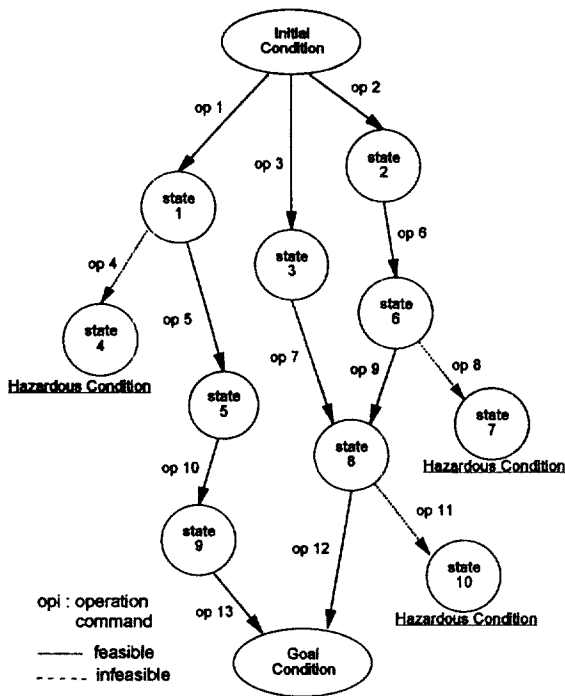 Initial
Condition
op 1
op 2
op 3
state
2
state
1
op 6
op 4
state
3
op 5
state
6
state
4
op 7
op 9
op 8
Hazardous Condition
state
5
state
7
state
8
Hazardous Condition
op 10
op 11
state
9
op 12
state
10
opi : operation
command
op 13
Hazardous Condition
feasible
Goal
Condition
infeasible